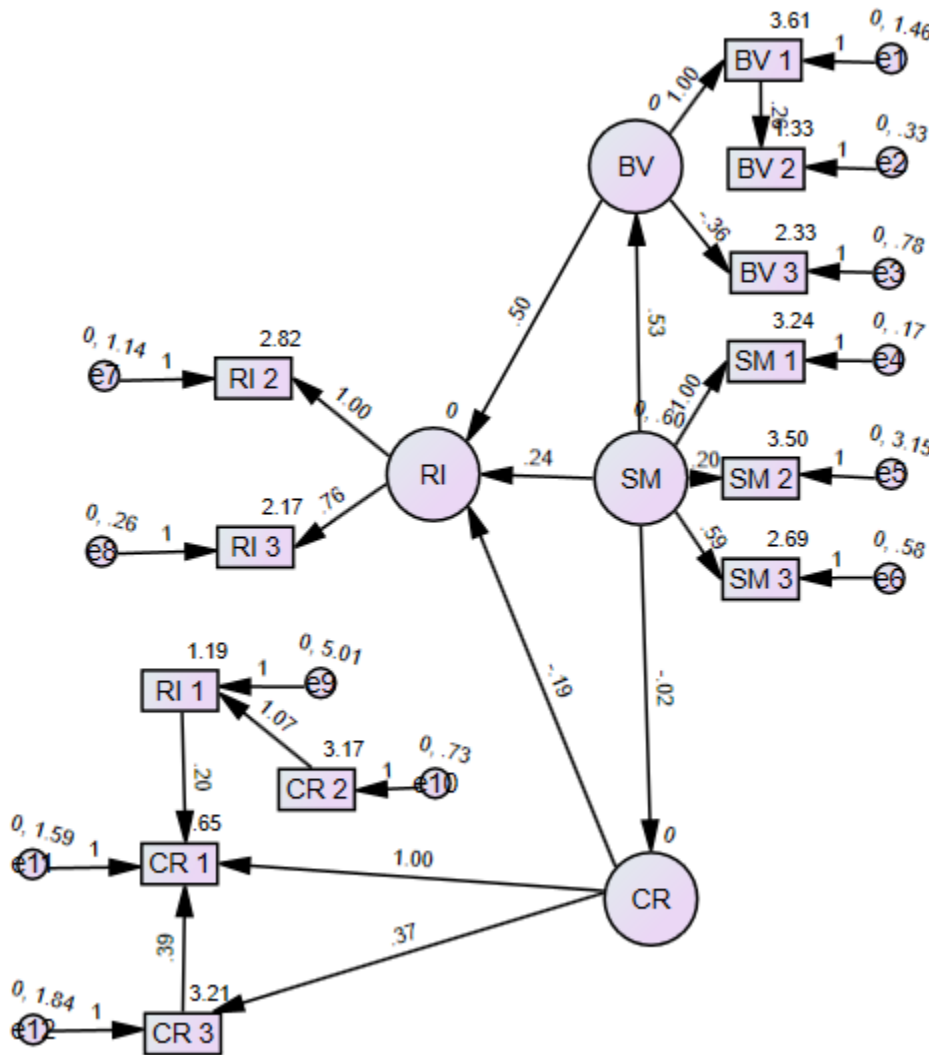 3.61
0, 1.46
BV 1
1
e1
0
1.00
.26
1.33
0, .33
BV
BV 2
1
e2
-.36
2.33
0, .78
BV 3
1
e3
.50
.53
3.24
0, .17
SM 1
1
e4
0, 1.14
2.82
e7
1
RI 2
1.00
0
0, .60
1.00
3.50
0, 3.15
RI
.24
SM
.20
SM 2
1
e5
.76
2.17
0, .26
e8
1
RI 3
.59
2.69
0, .58
SM 3
1
e6
1.19
0, 5.01
RI 1
1
e9
-.19
-.02
1.07
3.17
0, .73
.20
CR 2
1
e10
.65
0
0, 1.59
e11
1
CR 1
1.00
CR
.39
.37
3.21
0, 1.84
e12
1
CR 3